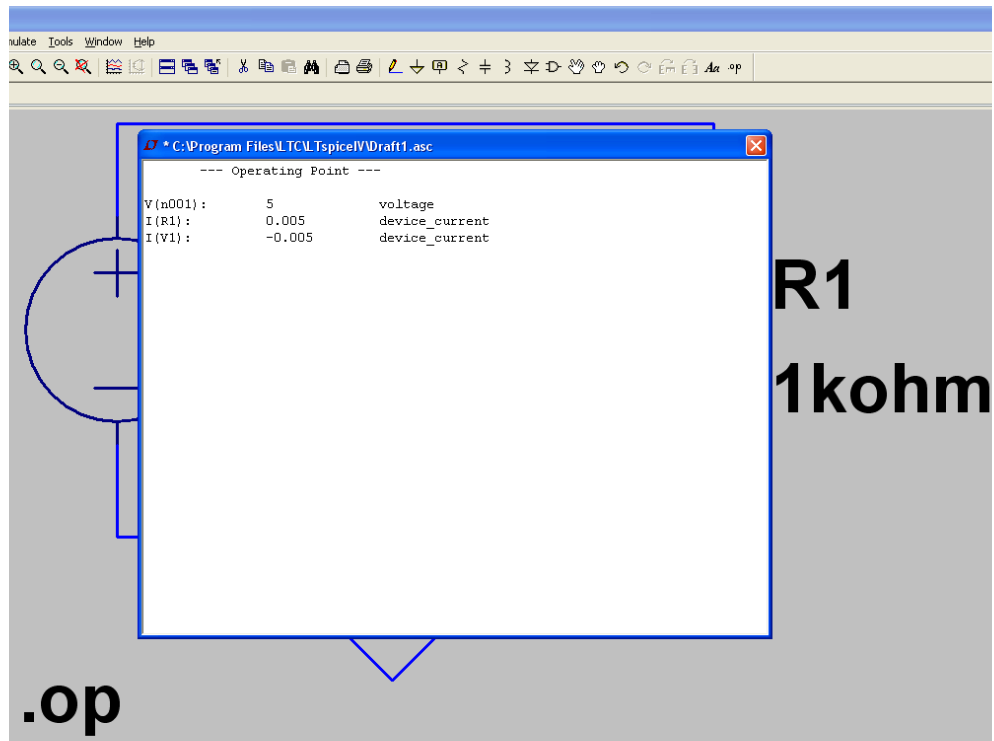 mulate Tools Window Help
Aa .op
* C:\Program Files\LTC\LTspiceIV\Draft1.asc
--- Operating Point ---
V(n001): 5 voltage
I(R1): 0.005 device_current
I(V1): -0.005 device_current
R1
1kohm
.op